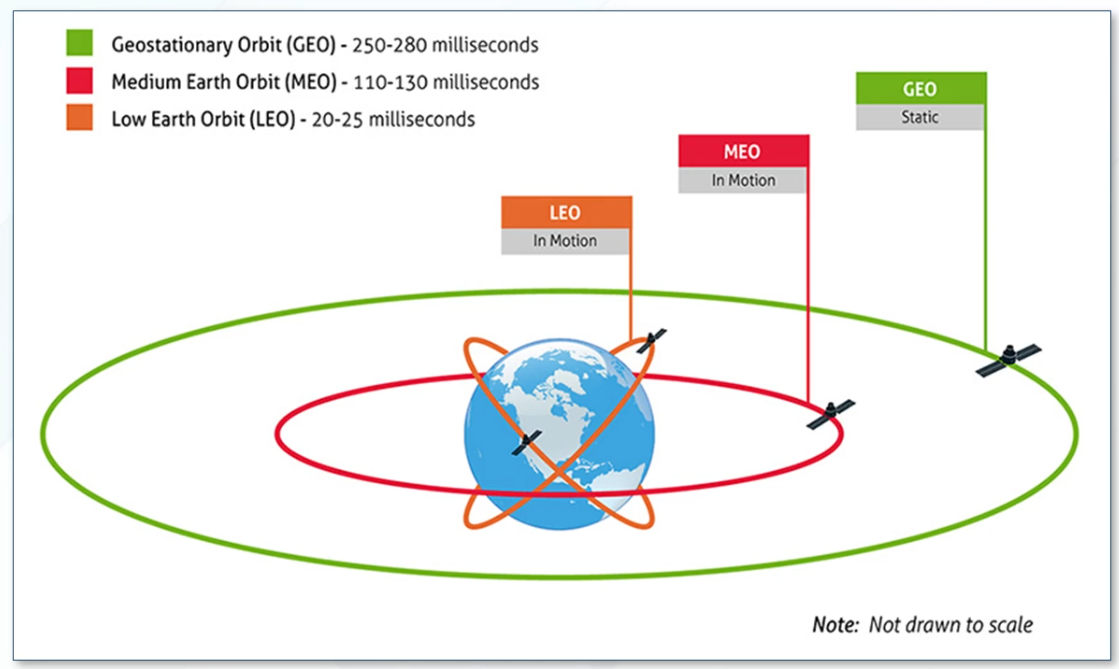 Geostationary Orbit (GEO) - 250-280 milliseconds
Medium Earth Orbit (MEO) - 110-130 milliseconds
Low Earth Orbit (LEO) - 20-25 milliseconds
GEO
Static
MEO
In Motion
LEO
In Motion
Note: Not drawn to scale